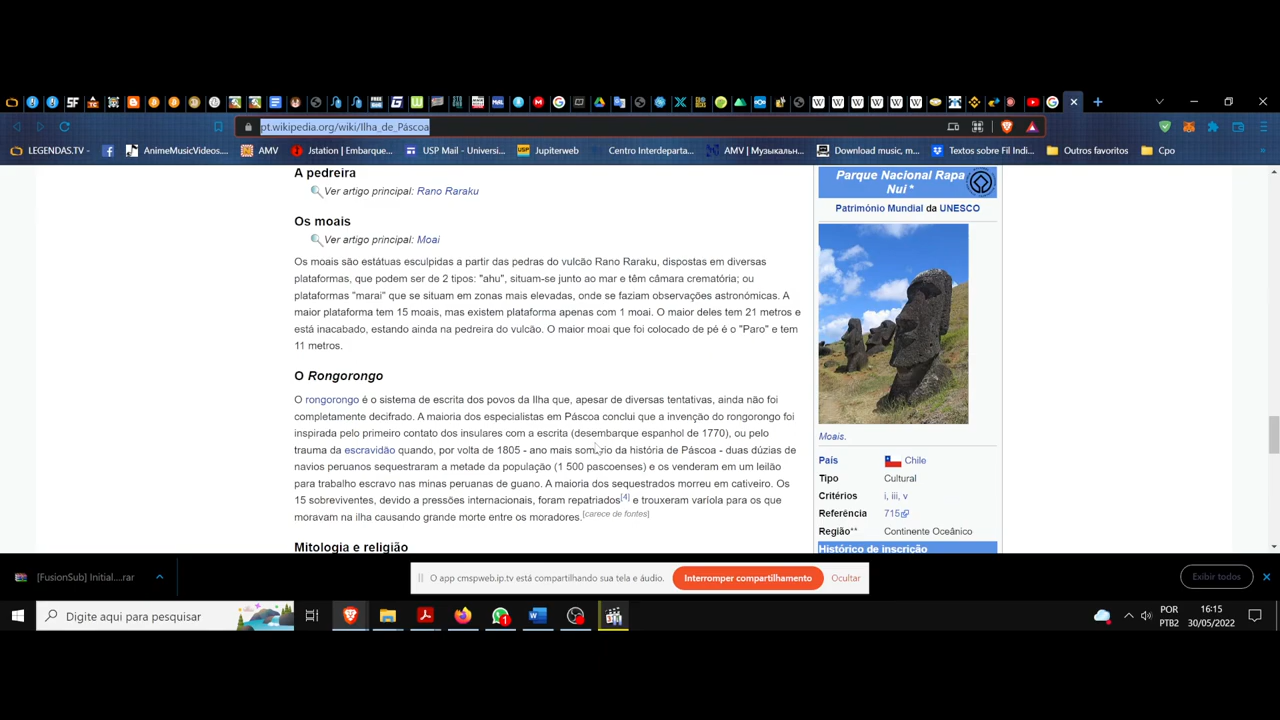 pt.wikipedia.org/wiki/Ilha_de_Páscoa
LEGENDAS.TV
AnimeMusicVideos...
AMV
Jstation | Embarque...
USP Mail - Universi...
Jupiterweb
Centro Interdeparta...
AMV | Музыкальн...
Download music, m...
Textos sobre Fil Indi...
Outros favoritos
Cpo
A pedreira
Ver artigo principal: Rano Raraku
Os moais
Ver artigo principal: Moai
Os moais são estátuas esculpidas a partir das pedras do vulcão Rano Raraku, dispostas em diversas
plataformas, que podem ser de 2 tipos: "ahu", situam-se junto ao mar e têm câmara crematória; ou
plataformas "marai" que se situam em zonas mais elevadas, onde se faziam observações astronómicas. A
maior plataforma tem 15 moais, mas existem plataforma apenas com 1 moai. O maior deles tem 21 metros e
está inacabado, estando ainda na pedreira do vulcão. O maior moai que foi colocado de pé é o "Paro" e tem
11 metros.
O Rongorongo
O rongorongo é o sistema de escrita dos povos da Ilha que, apesar de diversas tentativas, ainda não foi
completamente decifrado. A maioria dos especialistas em Páscoa conclui que a invenção do rongorongo foi
inspirada pelo primeiro contato dos insulares com a escrita (desembarque espanhol de 1770), ou pelo
trauma da escravidão quando, por volta de 1805 - ano mais sombrio da história de Páscoa - duas dúzias de
navios peruanos sequestraram a metade da população (1 500 pascoenses) e os venderam em um leilão
para trabalho escravo nas minas peruanas de guano. A maioria dos sequestrados morreu em cativeiro. Os
15 sobreviventes, devido a pressões internacionais, foram repatriados[4] e trouxeram varíola para os que
moravam na ilha causando grande morte entre os moradores.[carece de fontes]
Mitologia e religião
Parque Nacional Rapa
Nui *
Património Mundial da UNESCO
Moais.
País Chile
Tipo Cultural
Critérios i, iii, v
Referência 715
Região** Continente Oceânico
Histórico de inscrição
[FusionSub] Initial....rar
O app cmspweb.ip.tv está compartilhando sua tela e áudio.
Interromper compartilhamento
Ocultar
Exibir todos
Digite aqui para pesquisar
POR
PTB2
16:15
30/05/2022